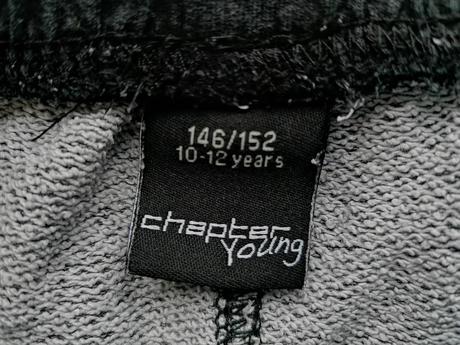 146/152
10-12 years
chapter
Young